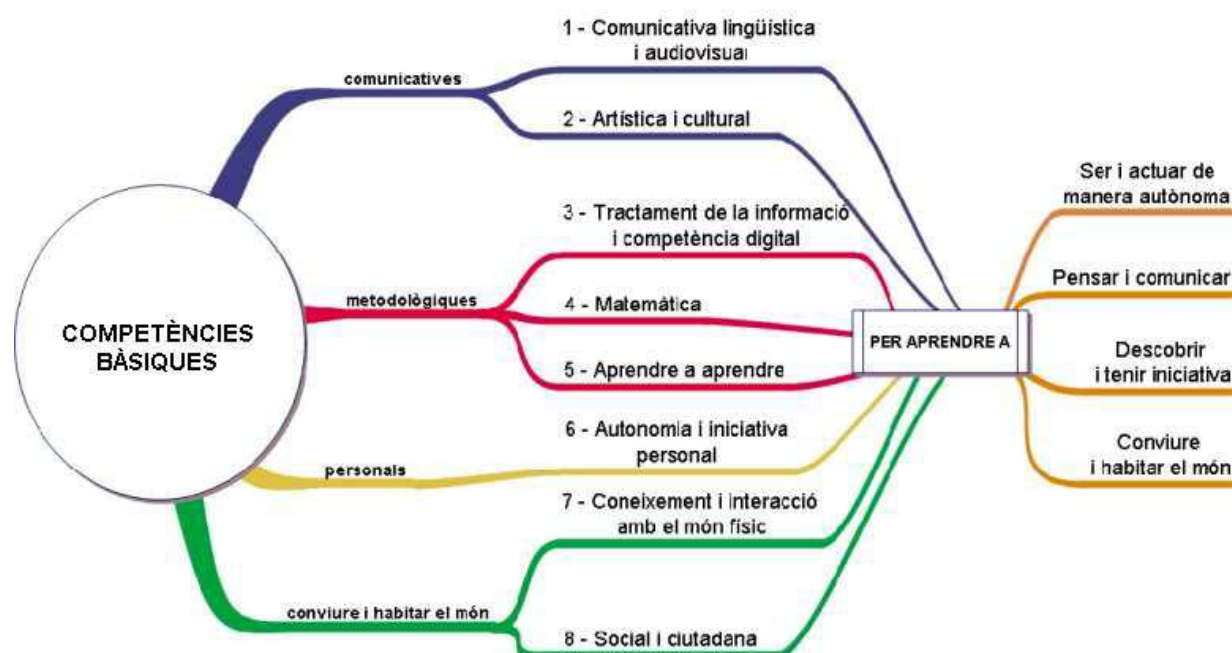 COMPETÈNCIES
BÀSIQUES
comunicatives
1 - Comunicativa lingüística
i audiovisual
2 - Artística i cultural
metodològiques
3 - Tractament de la informació
i competència digital
4 - Matemàtica
5 - Aprendre a aprendre
personals
6 - Autonomia i iniciativa
personal
conviure i habitar el món
7 - Coneixement i interacció
amb el món físic
8 - Social i ciutadana
PER APRENDRE A
Ser i actuar de
manera autònoma
Pensar i comunicar
Descobrir
i tenir iniciativa
Conviure
i habitar el món